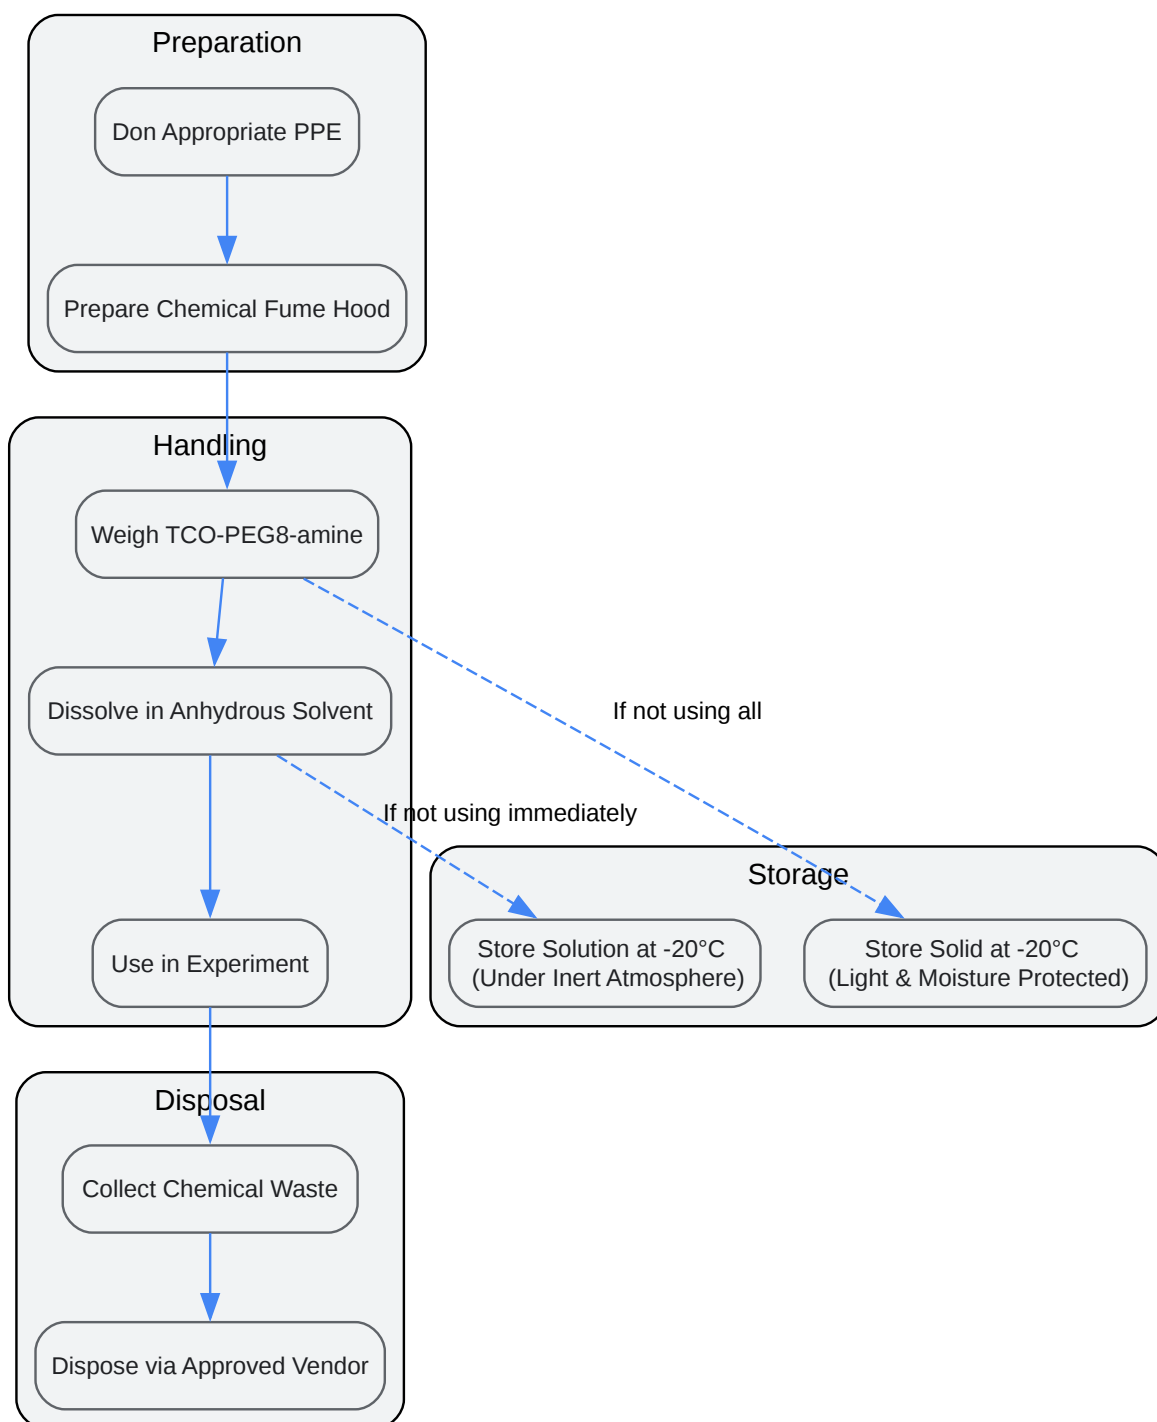 Preparation
Don Appropriate PPE
Prepare Chemical Fume Hood
Handling
Weigh TCO-PEG8-amine
Dissolve in Anhydrous Solvent
If not using all
If not using immediately
Use in Experiment
Storage
Store Solution at -20°C
(Under Inert Atmosphere)
Store Solid at -20°C
(Light & Moisture Protected)
Disposal
Collect Chemical Waste
Dispose via Approved Vendor